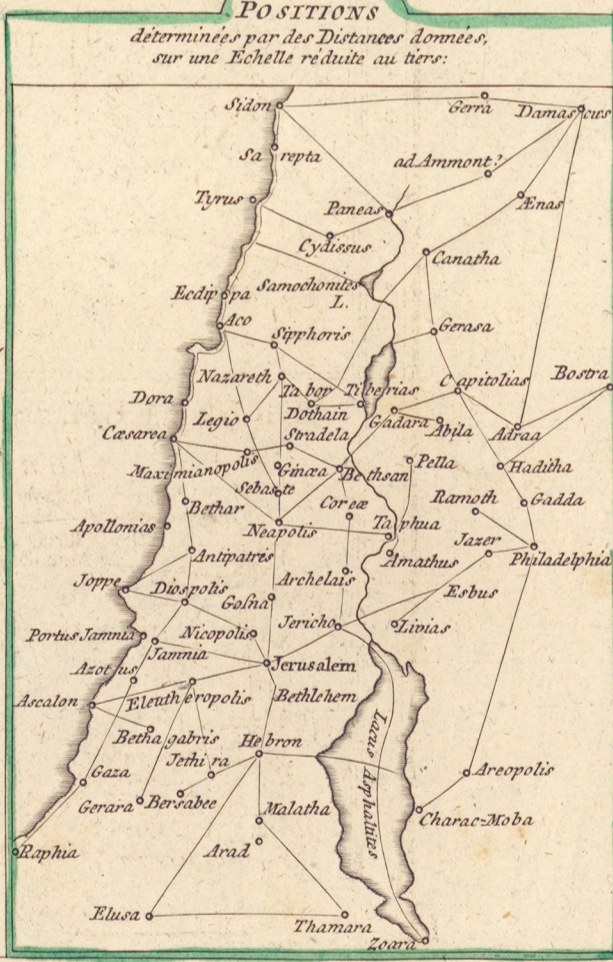 POSITIONS
déterminées par des Distances données,
sur une Echelle réduite au tiers:
Sidon
Gerra
Damascus
Sarepta
ad Ammont?
Tyrus
Paneas
Ænas
Cydissus
Canatha
Samochonites
L.
Ecdippa
Aco
Sipphoris
Gerasa
Nazareth
Tabor
Tiberias
Capitolias
Bostra
Dora
Dothain
Legio
Gadara
Abila
Adraa
Cæsarea
Stradela
Maximianopolis
Ginæa
Bethsan
Pella
Haditha
Sebaste
Bethar
Coreæ
Ramoth
Gadda
Apollonias
Neapolis
Taphua
Jazer
Antipatris
Amathus
Philadelphia
Joppe
Diospolis
Archelais
Gofna
Esbus
Portus Jamnia
Nicopolis
Jericho
Livias
Jamnia
Jerusalem
Azotus
Ascalon
Eleutheropolis
Bethlehem
Bethagabris
Hebron
Lacus Asphaltites
Jethira
Gaza
Areopolis
Gerara
Bersabee
Malatha
Charac-Moba
Raphia
Arad
Elusa
Thamara
Zoara